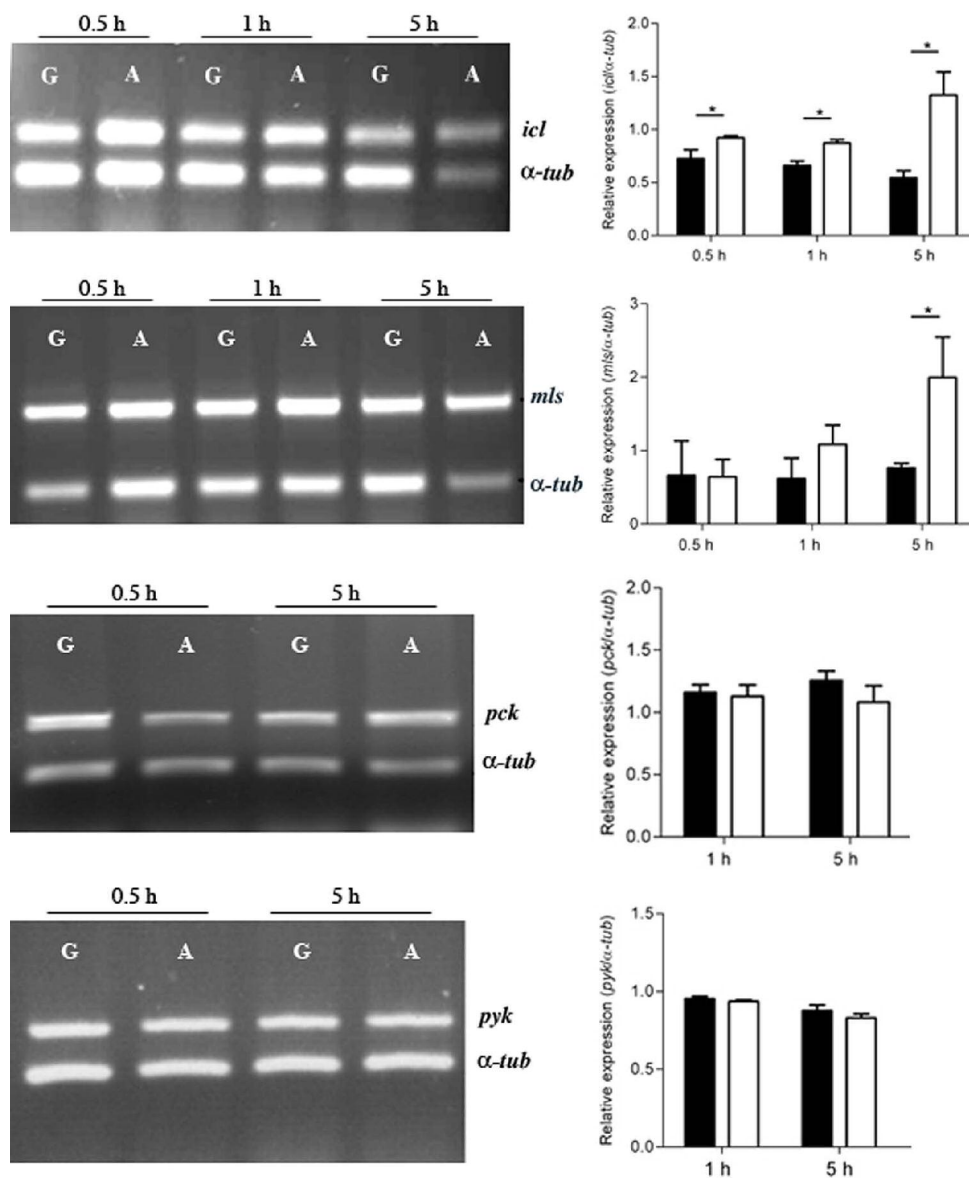 0.5 h 1 h 5 h
G A G A G A
icl
α-tub
Relative expression (icl/α-tub)
2.0
1.5
1.0
0.5
0.0
* * *
0.5 h 1 h 5 h
0.5 h 1 h 5 h
G A G A G A
mls
α-tub
Relative expression (mls/α-tub)
3
2
1
0
*
0.5 h 1 h 5 h
0.5 h 5 h
G A G A
pck
α-tub
Relative expression (pck/α-tub)
2.0
1.5
1.0
0.5
0.0
1 h 5 h
0.5 h 5 h
G A G A
pyk
α-tub
Relative expression (pyk/α-tub)
1.5
1.0
0.5
0.0
1 h 5 h